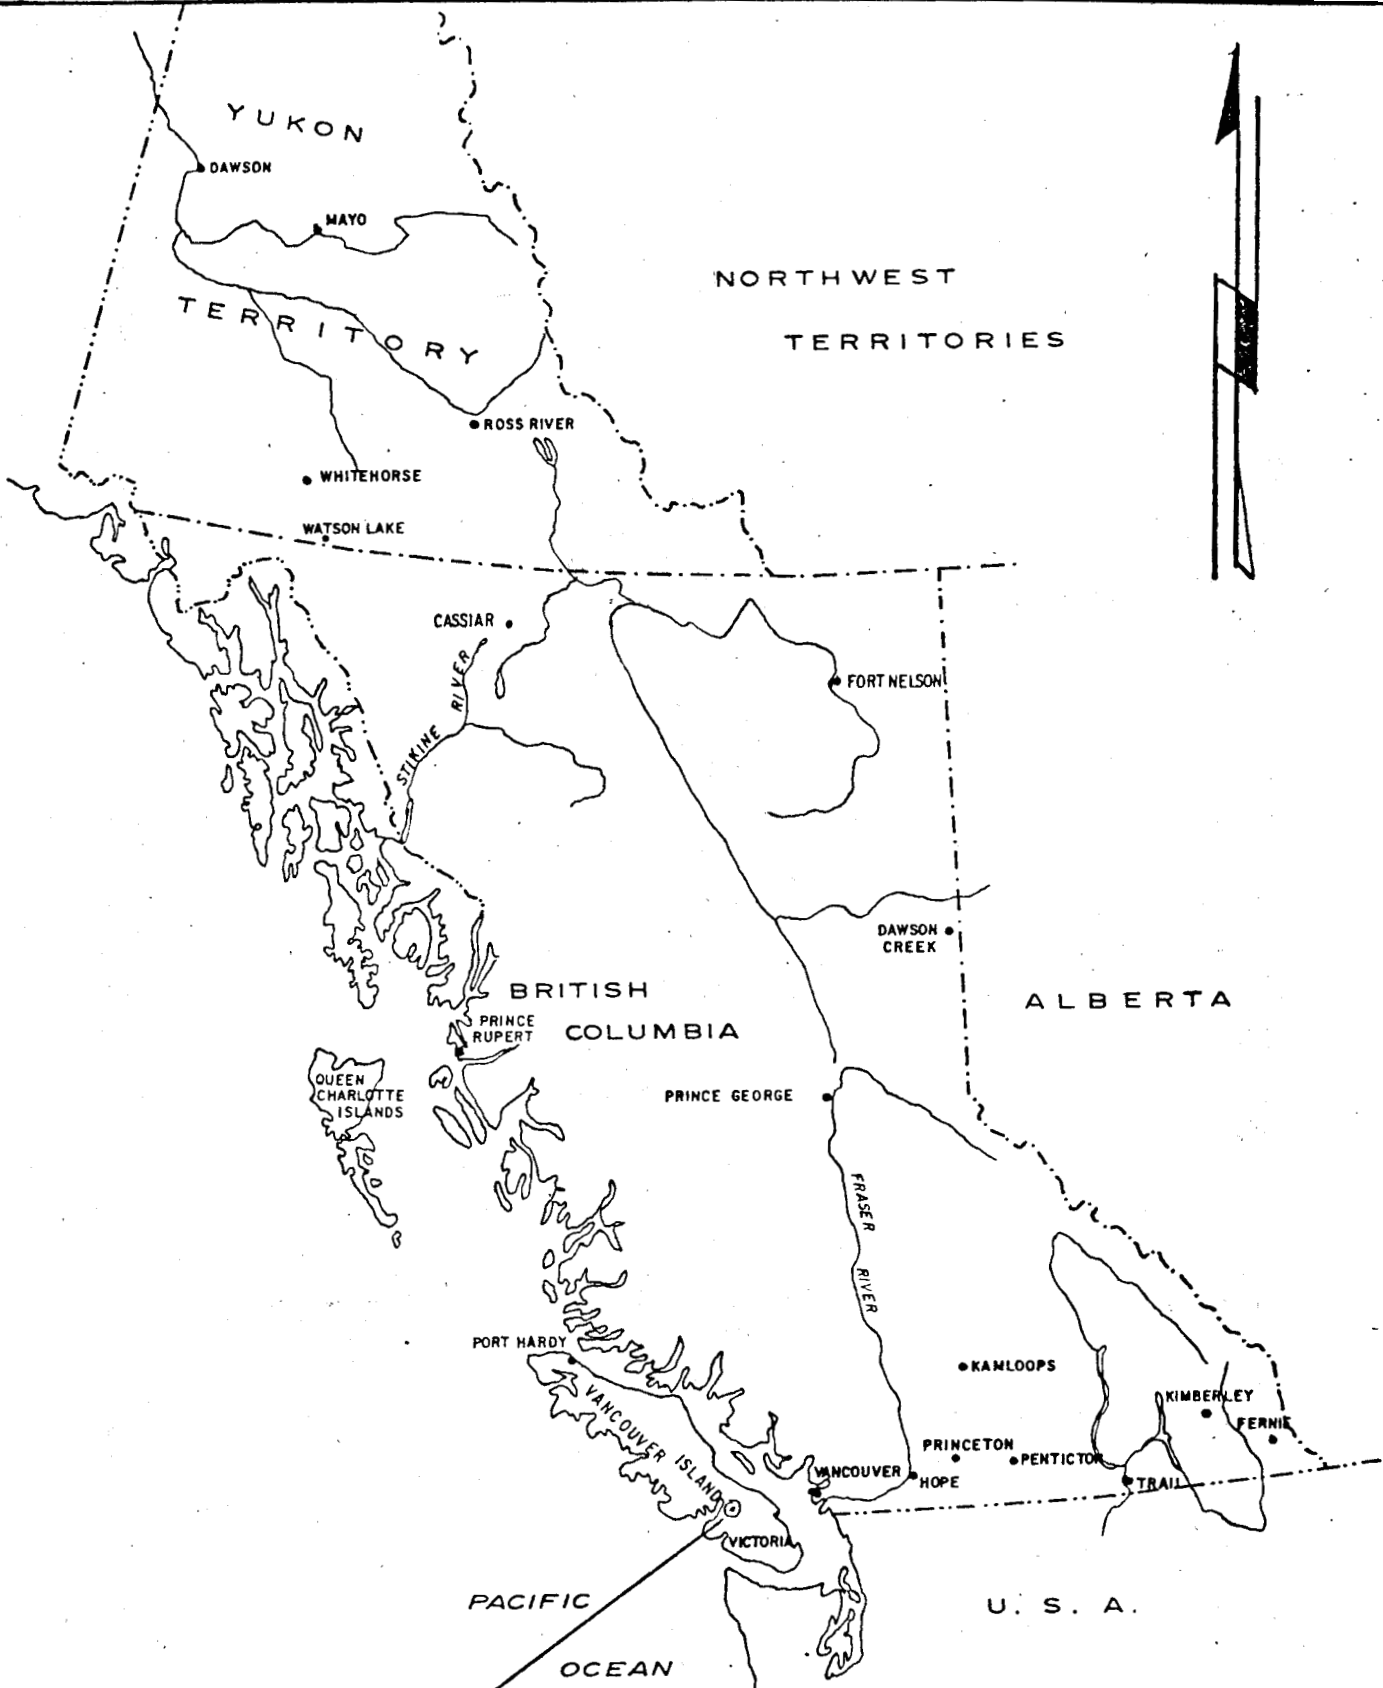 YUKON
DAWSON
MAYO
NORTHWEST
TERRITORY
TERRITORIES
ROSS RIVER
WHITEHORSE
WATSON LAKE
CASSIAR
STIKINE RIVER
FORT NELSON
DAWSON
CREEK
BRITISH
COLUMBIA
ALBERTA
PRINCE
RUPERT
QUEEN
CHARLOTTE
ISLANDS
PRINCE GEORGE
FRASER RIVER
PORT HARDY
KAMLOOPS
VANCOUVER ISLAND
KIMBERLEY
FERNIE
PRINCETON
PENTICTON
VANCOUVER
HOPE
TRAIL
VICTORIA
PACIFIC
OCEAN
U. S. A.